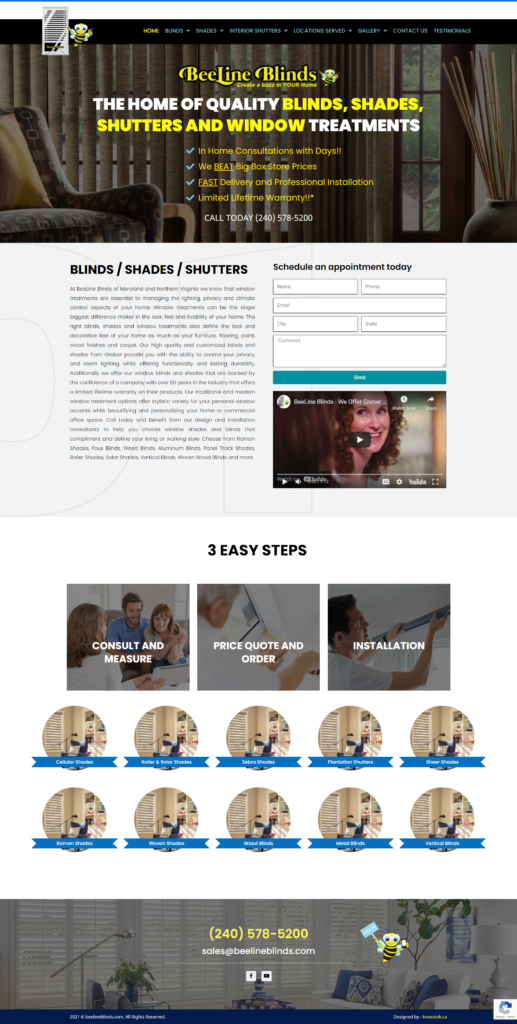 HOME BLINDS SHADES INTERIOR SHUTTERS LOCATIONS SERVED GALLERY CONTACT US TESTIMONIALS
BeeLine Blinds
Create a buzz in YOUR Home
THE HOME OF QUALITY BLINDS, SHADES,
SHUTTERS AND WINDOW TREATMENTS
In Home Consultations with Days!!
We BEAT Big Box Store Prices
FAST Delivery and Professional Installation
Limited Lifetime Warranty!!*
CALL TODAY (240) 578-5200
BLINDS / SHADES / SHUTTERS
At BeeLine Blinds of Maryland and Northern Virginia we know that window
treatments are essential to managing the lighting, privacy and climate
control aspects of your home. Window treatments can be the single
biggest difference maker in the look, feel and livability of your home. The
right blinds, shades and window treatments also define the look and
decorative feel of your home as much as your furniture, flooring, paint,
wood finishes and carpet. Our high quality and customized blinds and
shades from Graber provide you with the ability to control your privacy
and room lighting while offering functionality and lasting durability.
Additionally we offer our window blinds and shades that are backed by
the confidence of a company with over 80 years in the industry that offers
a limited lifetime warranty on their products. Our traditional and modern
window treatment options offer stylistic variety for your personal window
accents while beautifying and personalizing your home or commercial
office space. Call today and benefit from our design and installation
consultants to help you choose window shades and blinds that
compliment and define your living or working style. Choose from Roman
Shades, Faux Blinds, Wood Blinds, Aluminum Blinds, Panel Track Shades,
Roller Shades, Solar Shades, Vertical Blinds, Woven Wood Blinds and more.
Schedule an appointment today
Name Phone
Email
City State
Comment
Send
BeeLine Blinds - We Offer Graber ...
Watch later Share
Watch on YouTube
YouTube
3 EASY STEPS
CONSULT AND
MEASURE
PRICE QUOTE AND
ORDER
INSTALLATION
Cellular Shades Roller & Solar Shades Zebra Shades Plantation Shutters Sheer Shades
Roman Shades Woven Shades Wood Blinds Metal Blinds Vertical Blinds
(240) 578-5200
sales@beelineblinds.com
2021 © beelineblinds.com. All Rights Reserved. Designed by :